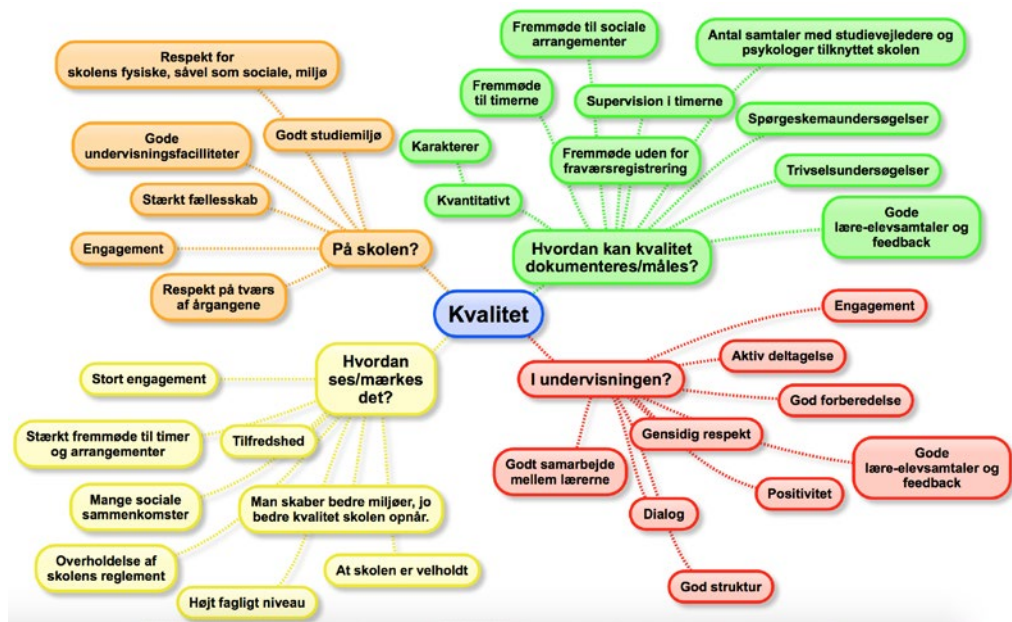 Kvalitet
På skolen?
Respekt for
skolens fysiske, såvel som sociale, miljø
Godt studiemiljø
Gode
undervisningsfacilliteter
Stærkt fællesskab
Engagement
Respekt på tværs
af årgangene
Hvordan kan kvalitet
dokumenteres/måles?
Karakterer
Kvantitativt
Fremmøde
til timerne
Fremmøde til sociale
arrangementer
Fremmøde uden for
fraværsregistrering
Supervision i timerne
Antal samtaler med studievejledere og
psykologer tilknyttet skolen
Spørgeskemaundersøgelser
Trivselsundersøgelser
Gode
lære-elevsamtaler og
feedback
Hvordan
ses/mærkes
det?
Stort engagement
Stærkt fremmøde til timer
og arrangementer
Tilfredshed
Mange sociale
sammenkomster
Overholdelse af
skolens reglement
Man skaber bedre miljøer, jo
bedre kvalitet skolen opnår.
Højt fagligt niveau
At skolen er velholdt
I undervisningen?
Engagement
Aktiv deltagelse
God forberedelse
Gensidig respekt
Gode
lære-elevsamtaler og
feedback
Positivitet
Godt samarbejde
mellem lærerne
Dialog
God struktur